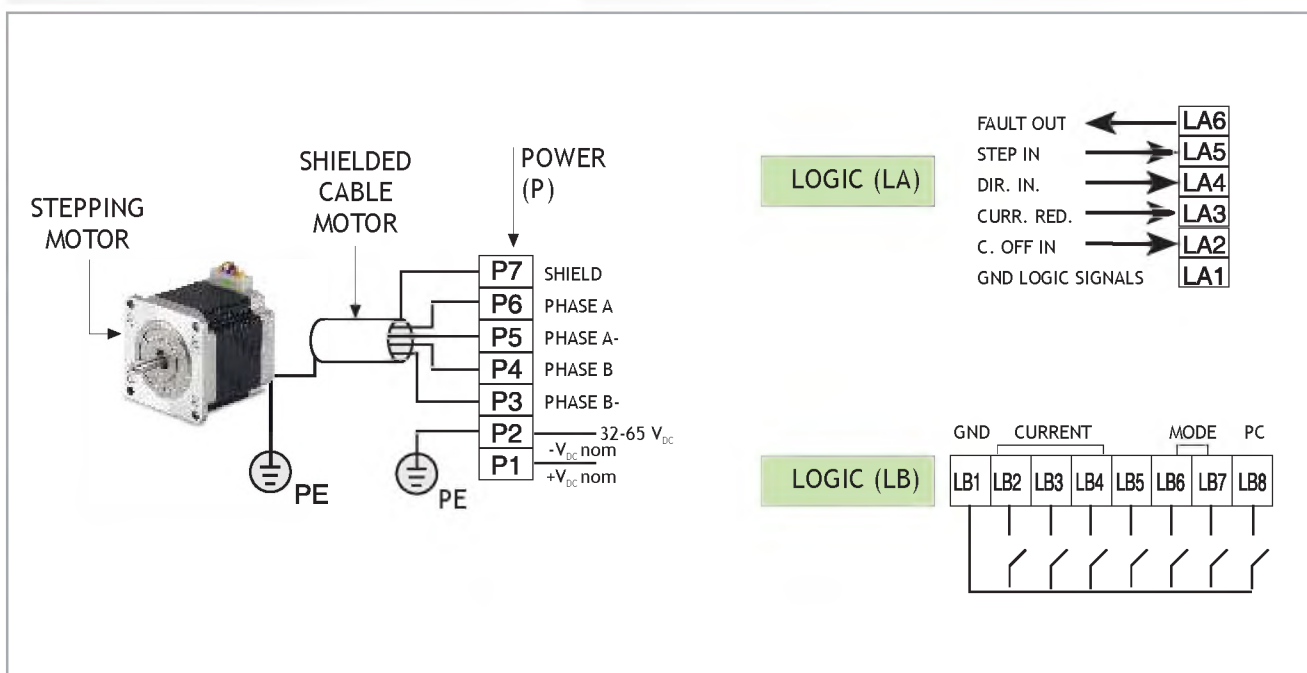 STEPPING
MOTOR
SHIELDED
CABLE
MOTOR
POWER
(P)
P7 SHIELD
P6 PHASE A
P5 PHASE A-
P4 PHASE B
P3 PHASE B-
P2 32-65 VDC
-VDC nom
P1
+VDC nom
PE
PE
LOGIC (LA)
FAULT OUT LA6
STEP IN LA5
DIR. IN. LA4
CURR. RED. LA3
C. OFF IN LA2
GND LOGIC SIGNALS LA1
LOGIC (LB)
GND CURRENT MODE PC
LB1 LB2 LB3 LB4 LB5 LB6 LB7 LB8